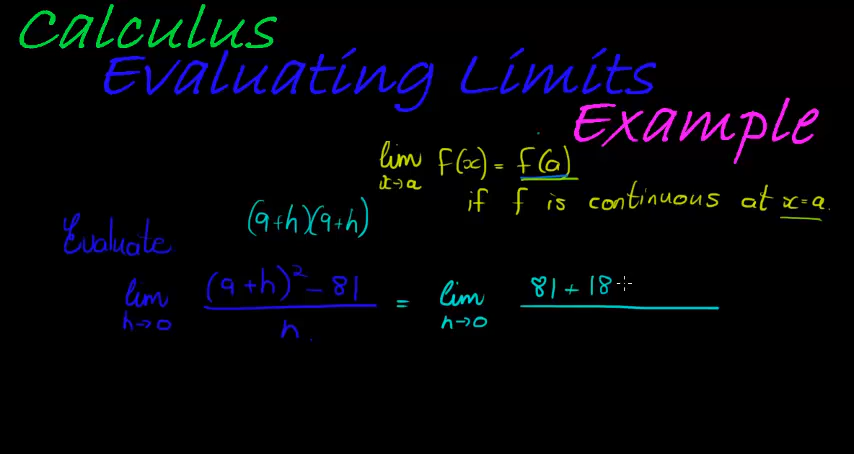 Calculus
Evaluating Limits
Example
lim x→a f(x) = f(a)
if f is continuous at x=a.
Evaluate
(9+h)(9+h)
lim h→0 (9+h)² - 81 / h. = lim h→0 81 + 18